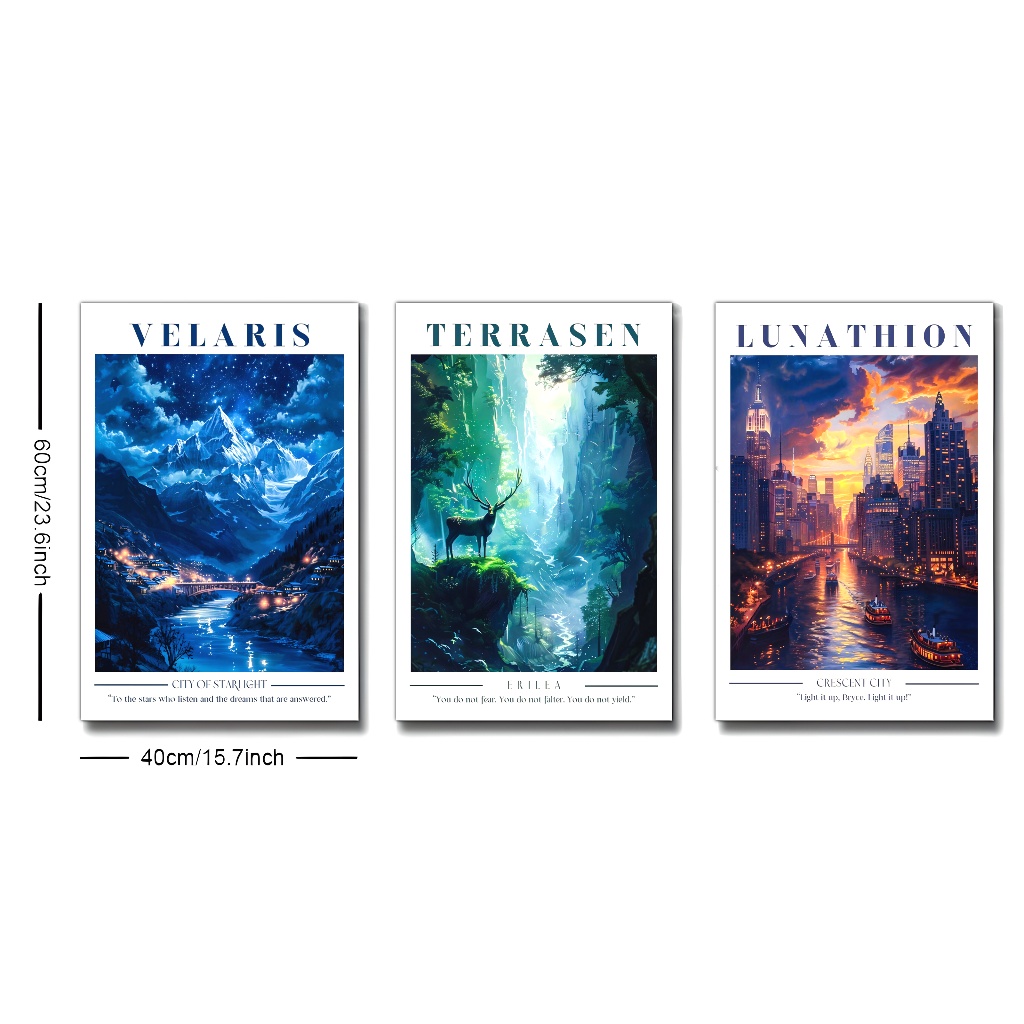 VELARIS
CITY OF STARLIGHT
"To the stars who listen and the dreams that are answered."
TERRASEN
ERILEA
"You do not fear. You do not falter. You do not yield."
LUNATHION
CRESCENT CITY
"Light it up, Bryce. Light it up!"
60cm/23.6inch
40cm/15.7inch